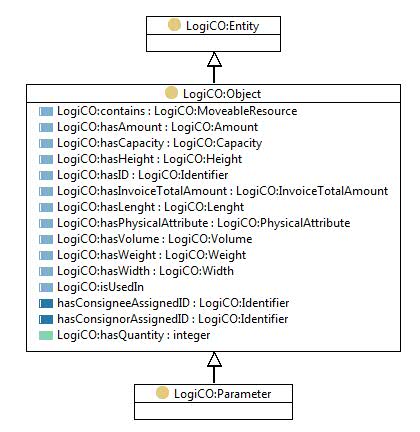 LogiCO:Entity
LogiCO:Object
LogiCO:contains : LogiCO:MoveableResource
LogiCO:hasAmount : LogiCO:Amount
LogiCO:hasCapacity : LogiCO:Capacity
LogiCO:hasHeight : LogiCO:Height
LogiCO:hasID : LogiCO:Identifier
LogiCO:hasInvoiceTotalAmount : LogiCO:InvoiceTotalAmount
LogiCO:hasLenght : LogiCO:Lenght
LogiCO:hasPhysicalAttribute : LogiCO:PhysicalAttribute
LogiCO:hasVolume : LogiCO:Volume
LogiCO:hasWeight : LogiCO:Weight
LogiCO:hasWidth : LogiCO:Width
LogiCO:isUsedIn
hasConsigneeAssignedID : LogiCO:Identifier
hasConsignorAssignedID : LogiCO:Identifier
LogiCO:hasQuantity : integer
LogiCO:Parameter